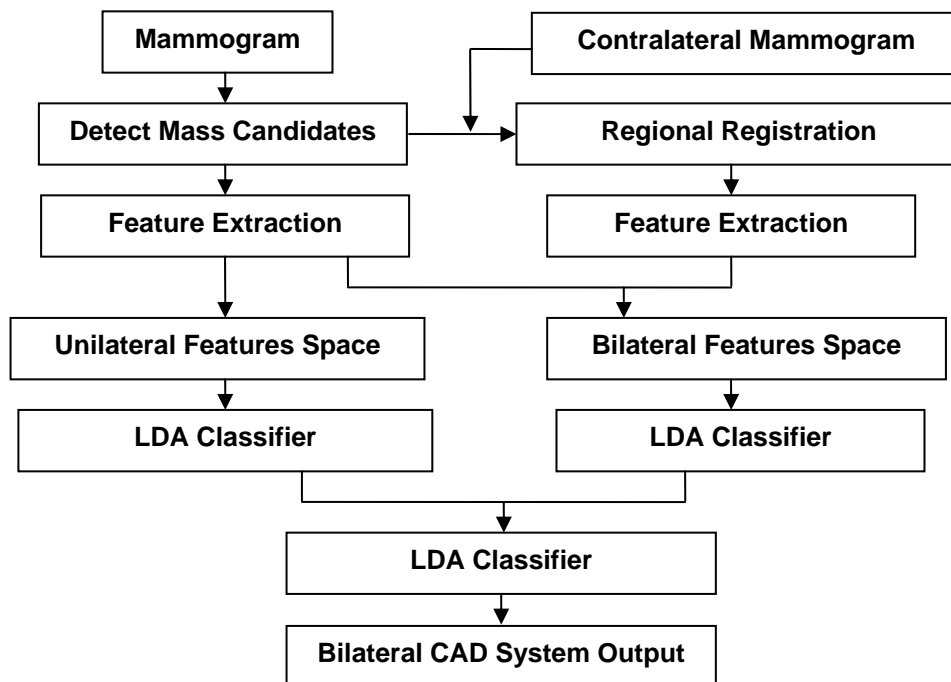 Mammogram
Contralateral Mammogram
Detect Mass Candidates
Regional Registration
Feature Extraction
Feature Extraction
Unilateral Features Space
Bilateral Features Space
LDA Classifier
LDA Classifier
LDA Classifier
Bilateral CAD System Output